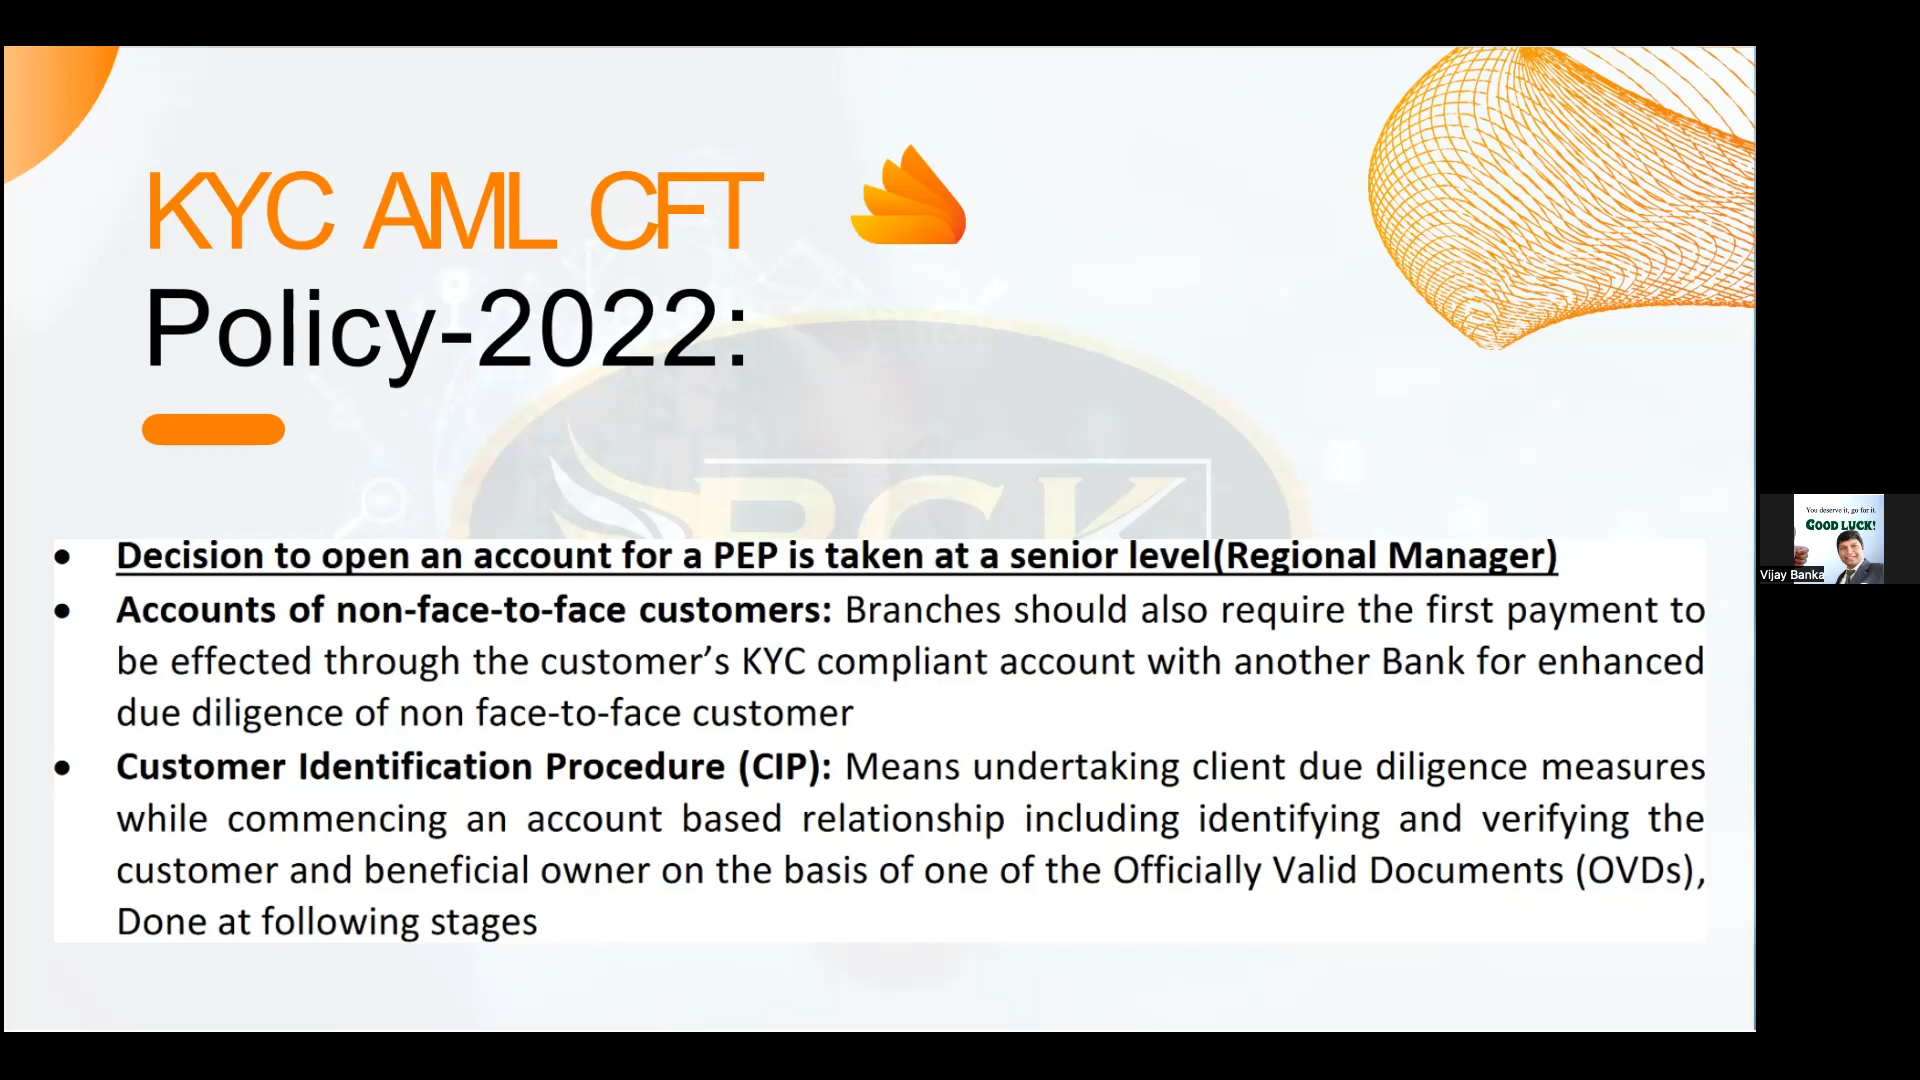 KYC AML CFT
Policy-2022:
BCK
• Decision to open an account for a PEP is taken at a senior level(Regional Manager)
• Accounts of non-face-to-face customers: Branches should also require the first payment to
be effected through the customer’s KYC compliant account with another Bank for enhanced
due diligence of non face-to-face customer
• Customer Identification Procedure (CIP): Means undertaking client due diligence measures
while commencing an account based relationship including identifying and verifying the
customer and beneficial owner on the basis of one of the Officially Valid Documents (OVDs),
Done at following stages
You deserve it, go for it.
GOOD LUCK!
Vijay Banka